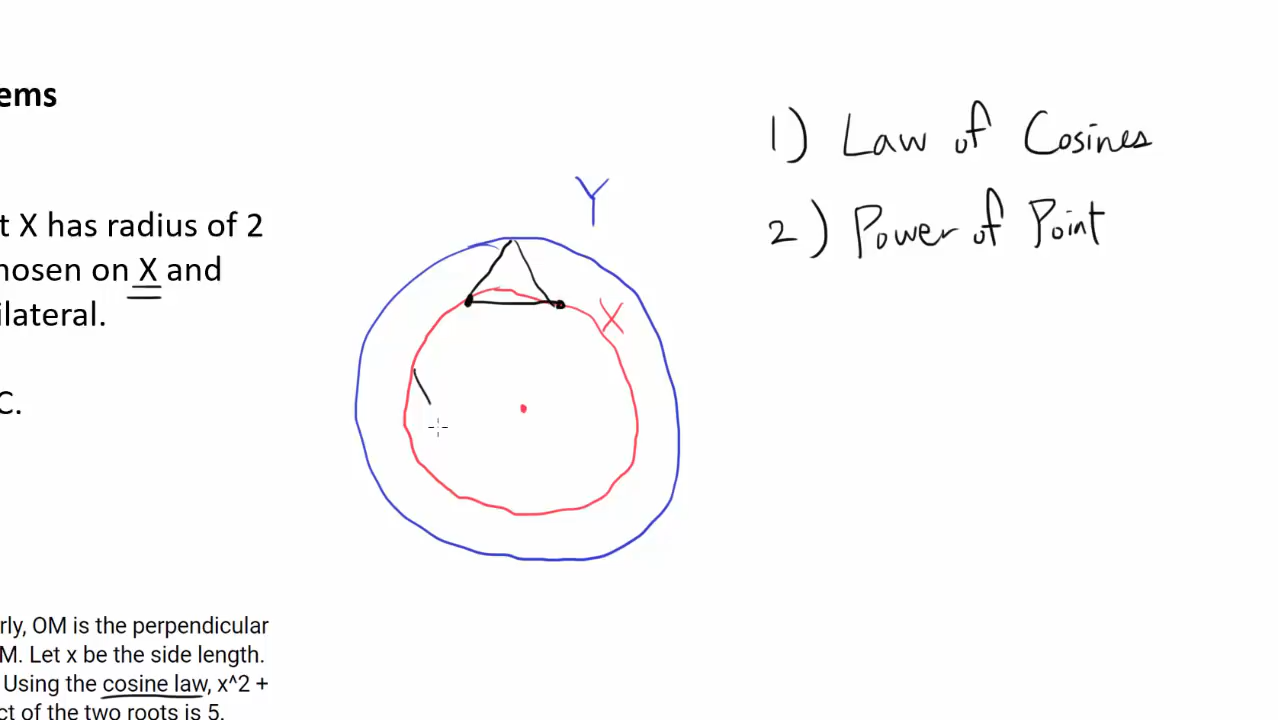 ems
t X has radius of 2
hosen on X and
ilateral.
C.
rly, OM is the perpendicular
M. Let x be the side length.
Using the cosine law, x^2 +
ct of the two roots is 5.
Y
X
1) Law of Cosines
2) Power of Point